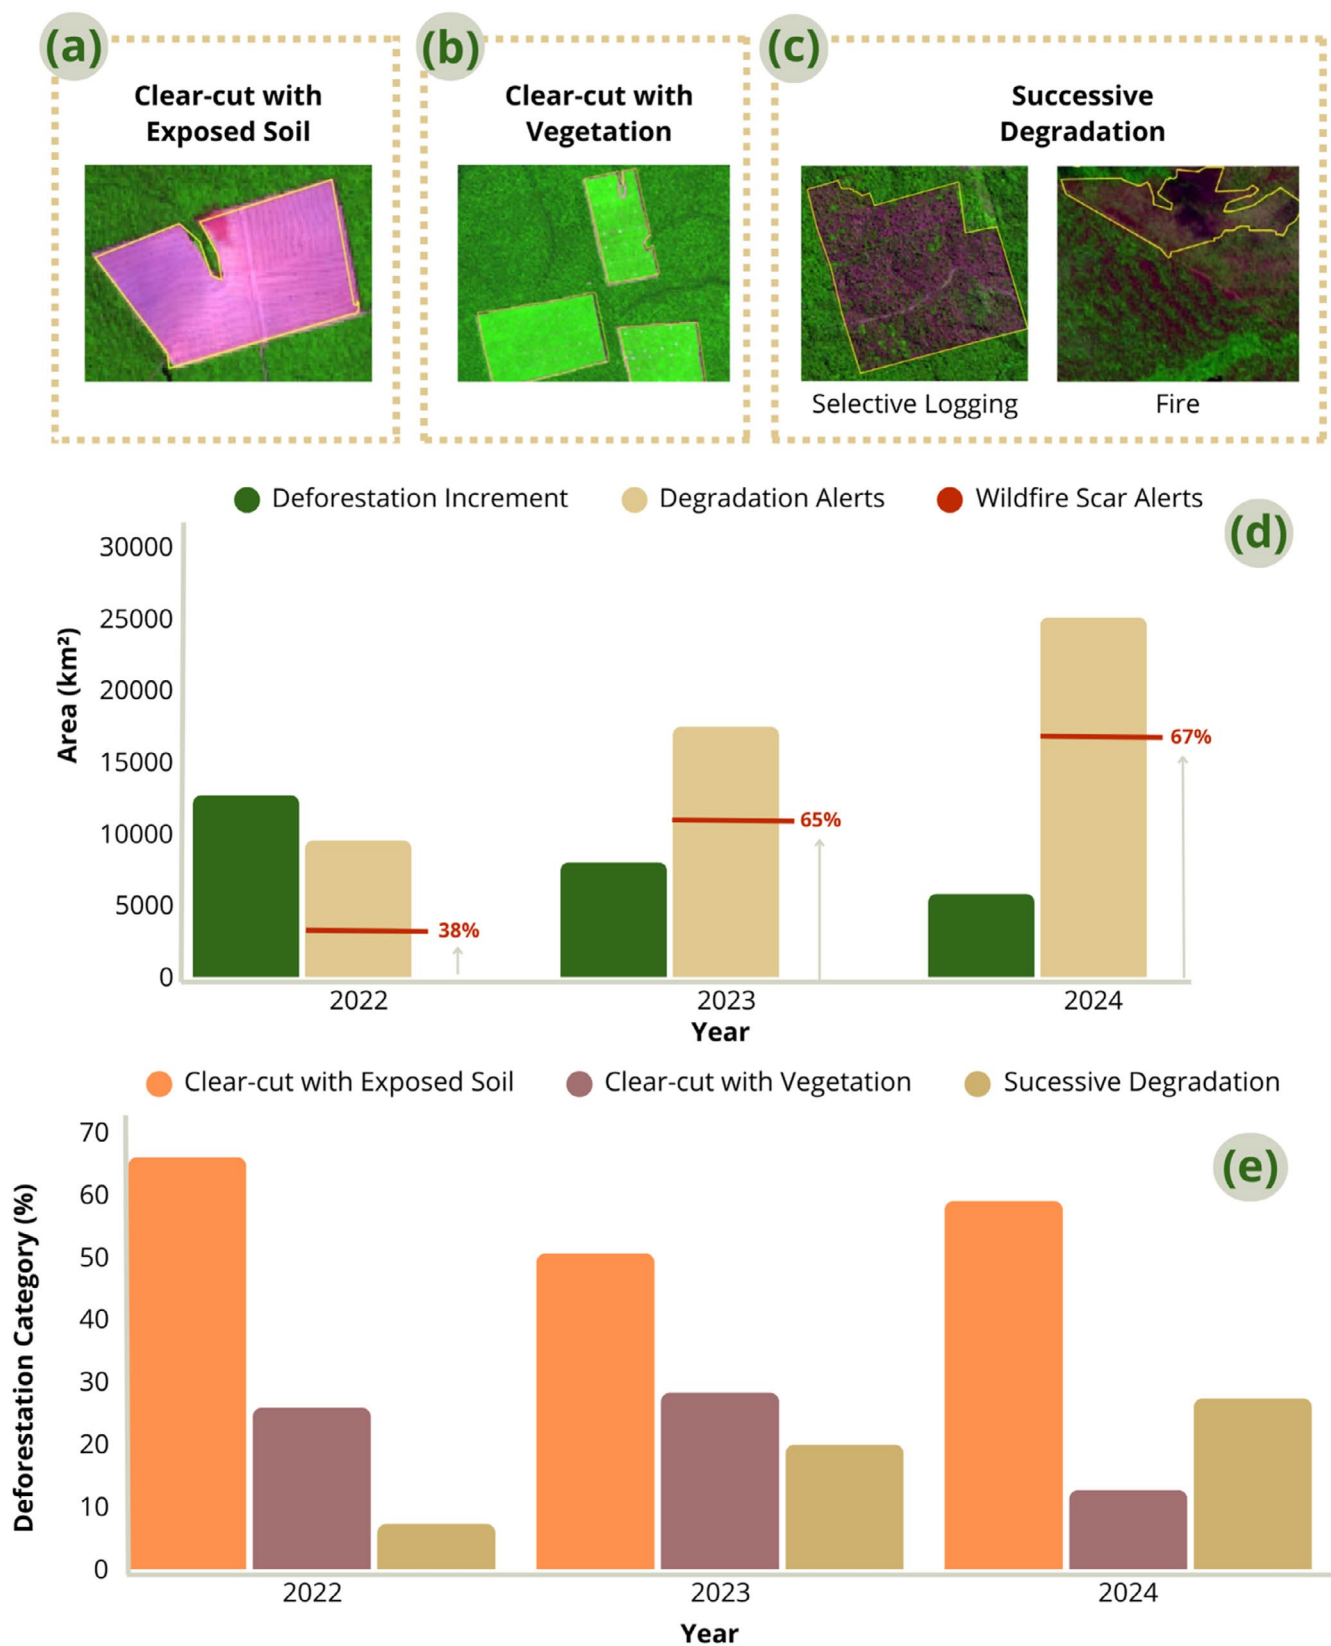 (a)
Clear-cut with
Exposed Soil
(b)
Clear-cut with
Vegetation
(c)
Successive
Degradation
Selective Logging
Fire
Deforestation Increment
Degradation Alerts
Wildfire Scar Alerts
(d)
Area (km²)
30000
25000
20000
15000
10000
5000
0
38%
65%
67%
2022
2023
2024
Year
Clear-cut with Exposed Soil
Clear-cut with Vegetation
Sucessive Degradation
(e)
Deforestation Category (%)
70
60
50
40
30
20
10
0
2022
2023
2024
Year